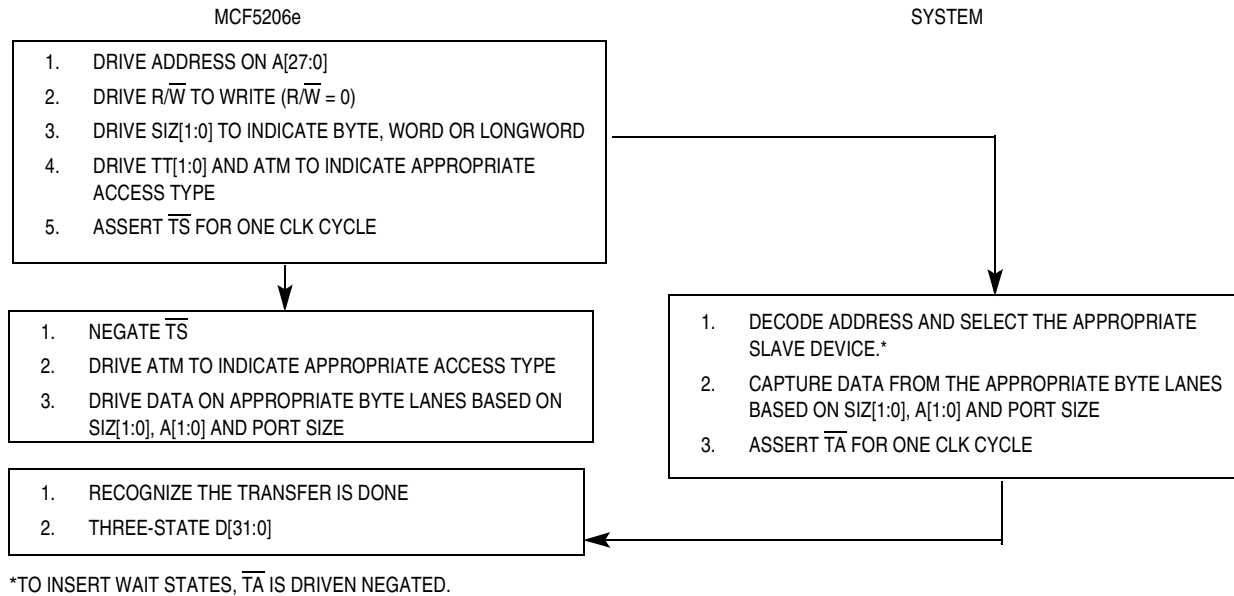 MCF5206e
SYSTEM
1. DRIVE ADDRESS ON A[27:0]
2. DRIVE R/W̅ TO WRITE (R/W̅ = 0)
3. DRIVE SIZ[1:0] TO INDICATE BYTE, WORD OR LONGWORD
4. DRIVE TT[1:0] AND ATM TO INDICATE APPROPRIATE
ACCESS TYPE
5. ASSERT T̅S̅ FOR ONE CLK CYCLE
1. NEGATE T̅S̅
2. DRIVE ATM TO INDICATE APPROPRIATE ACCESS TYPE
3. DRIVE DATA ON APPROPRIATE BYTE LANES BASED ON
SIZ[1:0], A[1:0] AND PORT SIZE
1. DECODE ADDRESS AND SELECT THE APPROPRIATE
SLAVE DEVICE.*
2. CAPTURE DATA FROM THE APPROPRIATE BYTE LANES
BASED ON SIZ[1:0], A[1:0] AND PORT SIZE
3. ASSERT T̅A̅ FOR ONE CLK CYCLE
1. RECOGNIZE THE TRANSFER IS DONE
2. THREE-STATE D[31:0]
*TO INSERT WAIT STATES, T̅A̅ IS DRIVEN NEGATED.